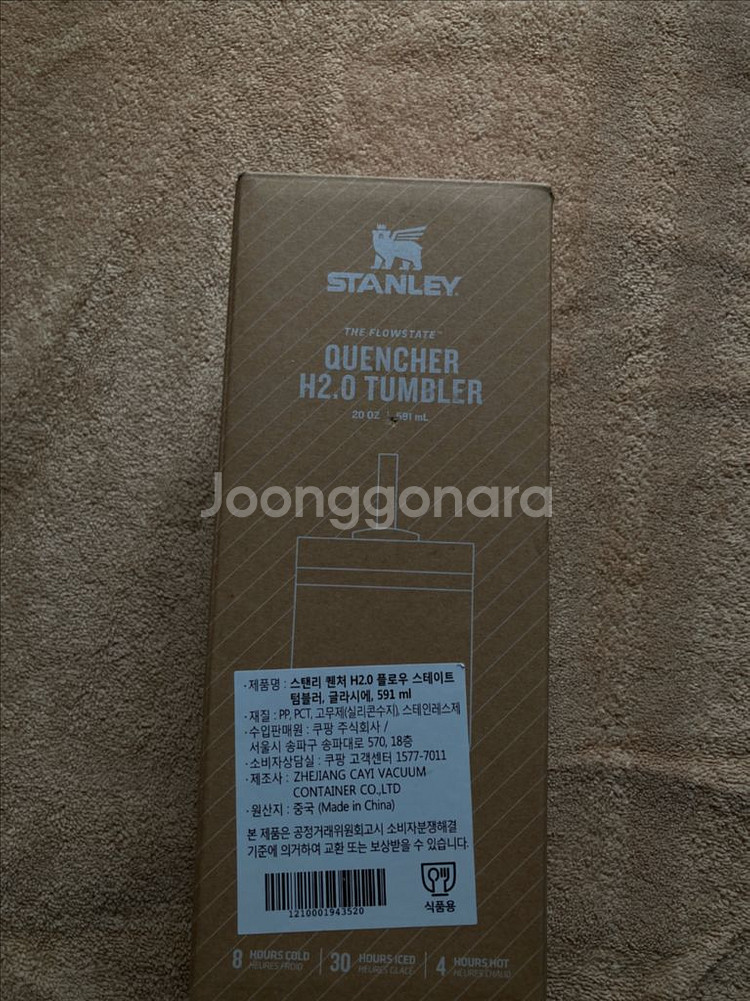 STANLEY.
THE FLOWSTATE™
QUENCHER
H2.0 TUMBLER
20 OZ | 591 mL
Joonggonara
· 제품명 : 스탠리 퀜처 H2.0 플로우 스테이트
텀블러, 글라시에, 591 ml
· 재질 : PP, PCT, 고무제(실리콘수지), 스테인레스제
· 수입판매원 : 쿠팡 주식회사 /
서울시 송파구 송파대로 570, 18층
· 소비자상담실 : 쿠팡 고객센터 1577-7011
· 제조사 : ZHEJIANG CAYI VACUUM
CONTAINER CO.,LTD
· 원산지 : 중국 (Made in China)
본 제품은 공정거래위원회고시 소비자분쟁해결
기준에 의거하여 교환 또는 보상받을 수 있습니다.
1210001943520
식품용
8 HOURS COLD HEURES FROID | 30 HOURS ICED HEURES GLACÉ | 4 HOURS HOT HEURES CHAUD